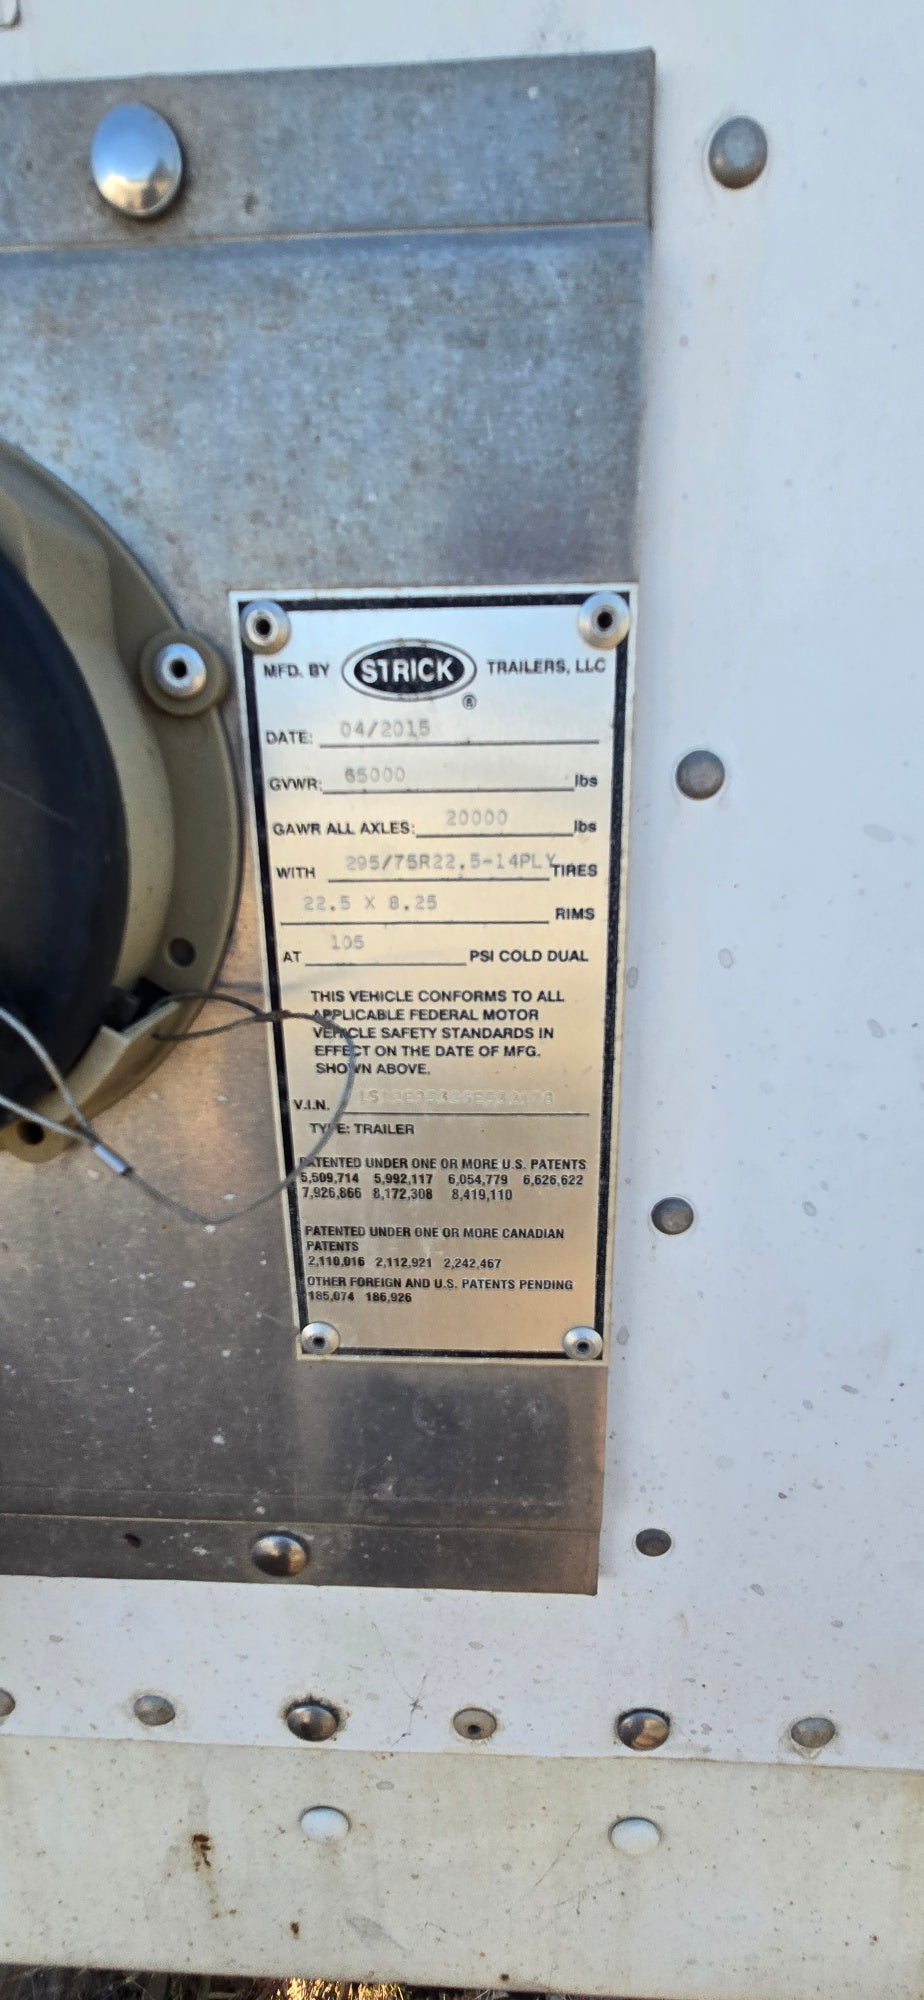 MFD. BY STRICK ® TRAILERS, LLC
DATE: 04/2015
GVWR: 65000 lbs
GAWR ALL AXLES: 20000 lbs
WITH 295/75R22.5-14PLY TIRES
22.5 X 8.25 RIMS
AT 105 PSI COLD DUAL
THIS VEHICLE CONFORMS TO ALL
APPLICABLE FEDERAL MOTOR
VEHICLE SAFETY STANDARDS IN
EFFECT ON THE DATE OF MFG.
SHOWN ABOVE.
V.I.N.
TYPE: TRAILER
PATENTED UNDER ONE OR MORE U.S. PATENTS
5,509,714 5,992,117 6,054,779 6,626,622
7,926,866 8,172,308 8,419,110
PATENTED UNDER ONE OR MORE CANADIAN
PATENTS
2,110,016 2,112,921 2,242,467
OTHER FOREIGN AND U.S. PATENTS PENDING
185,074 186,926